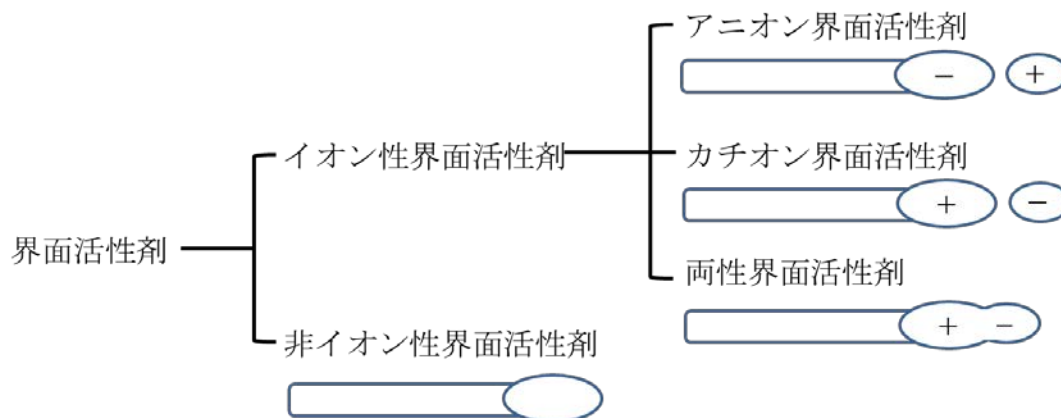 アニオン界面活性剤
− +
イオン性界面活性剤
カチオン界面活性剤
+ −
界面活性剤
両性界面活性剤
+ −
非イオン性界面活性剤